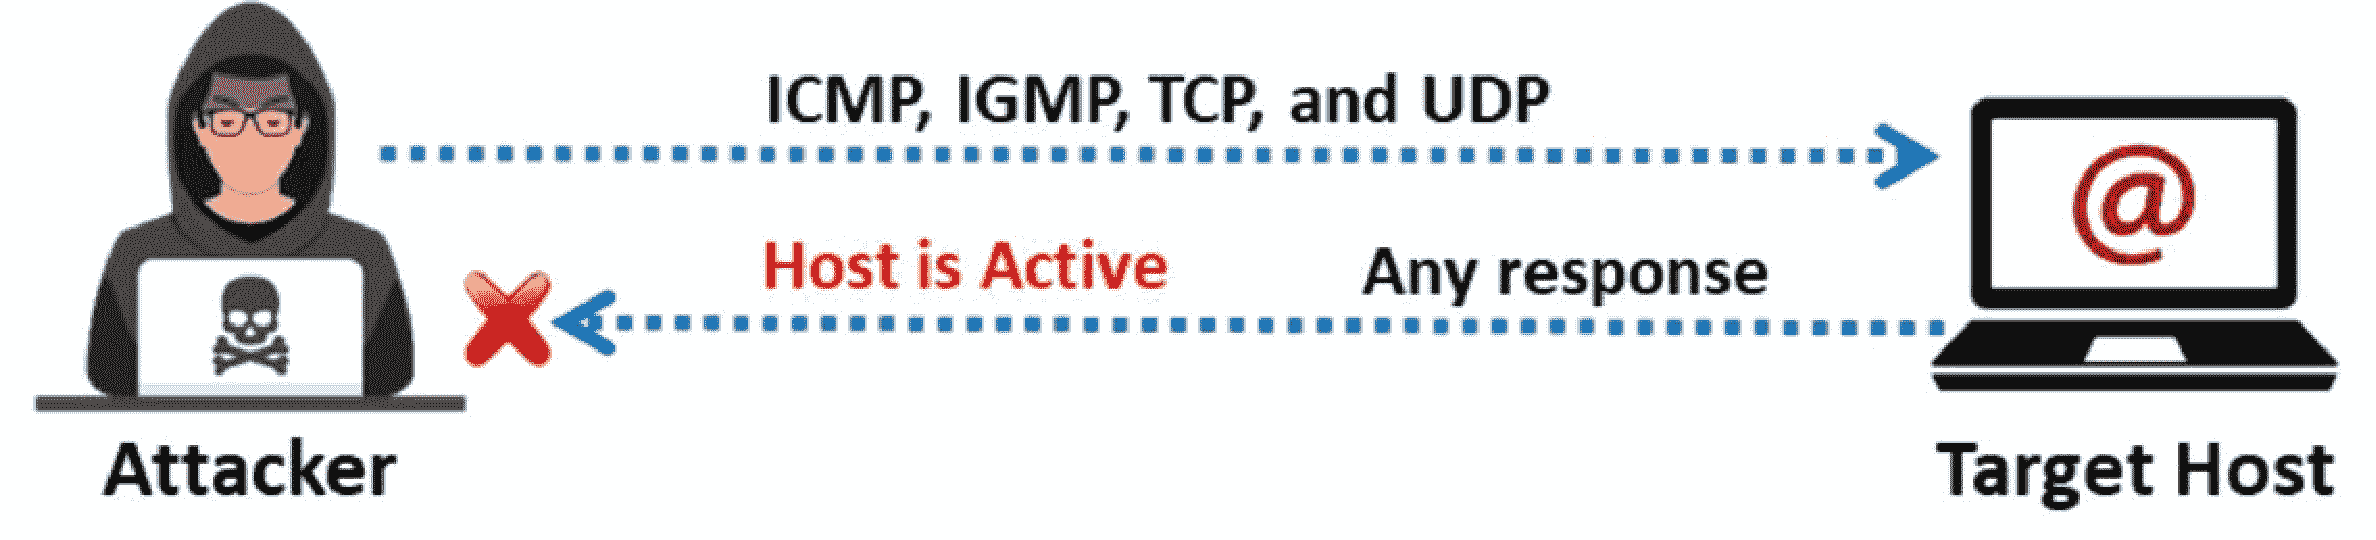 ICMP, IGMP, TCP, and UDP
@
Host is Active
Any response
Attacker
Target Host